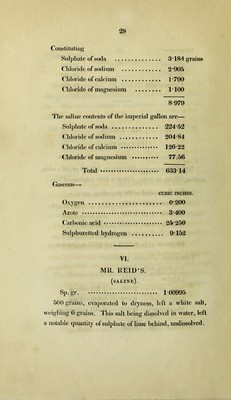 28
Constituting
Sulphate of soda .............. 3·184 grains
Chloride of sodium ............ 2·905
Chloride of calcium ............ 1·790
Chloride of magnesium ........ 1·100
8·979
The saline contents of the imperial gallon are—
Sulphate of soda .............. 224·52
Chloride of sodium ............ 204·84
Chloride of calcium ............ 126·22
Chloride of magnesium .......... 77.56
Total .................. 633·14
Gaseous—
CUBIC INCHES.
Oxygen ...................... 0·200
Azote ........................ 3·400
Carbonic acid .................. 25·250
Sulphuretted hydrogen .......... 9·152
VI.
MR. REID'S.
(SALINE).
Sp. gr. .......................... 1·00995
500 grains, evaporated to dryness, left a white salt,
weighing 6 grains. This salt being dissolved in water, left
a notable quantity of sulphate of lime behind, undissolved.